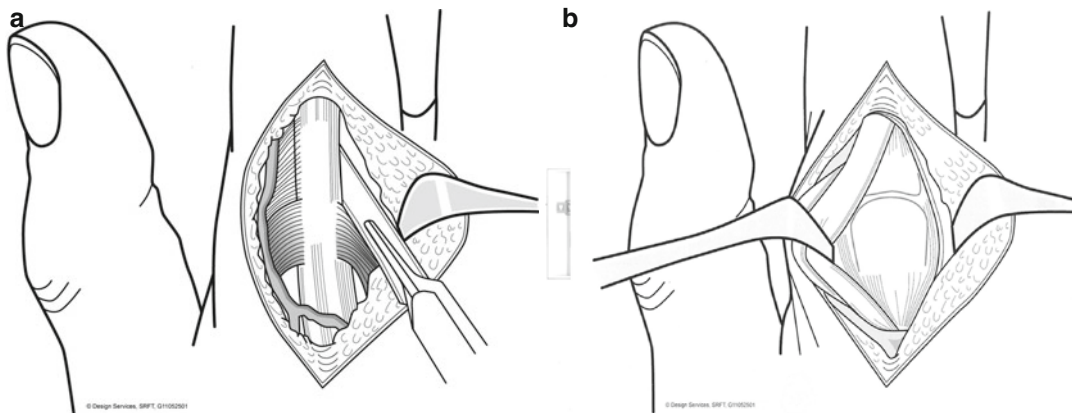 a
b
© Design Services, SRFT, G11052501
© Design Services, SRFT, G11052501